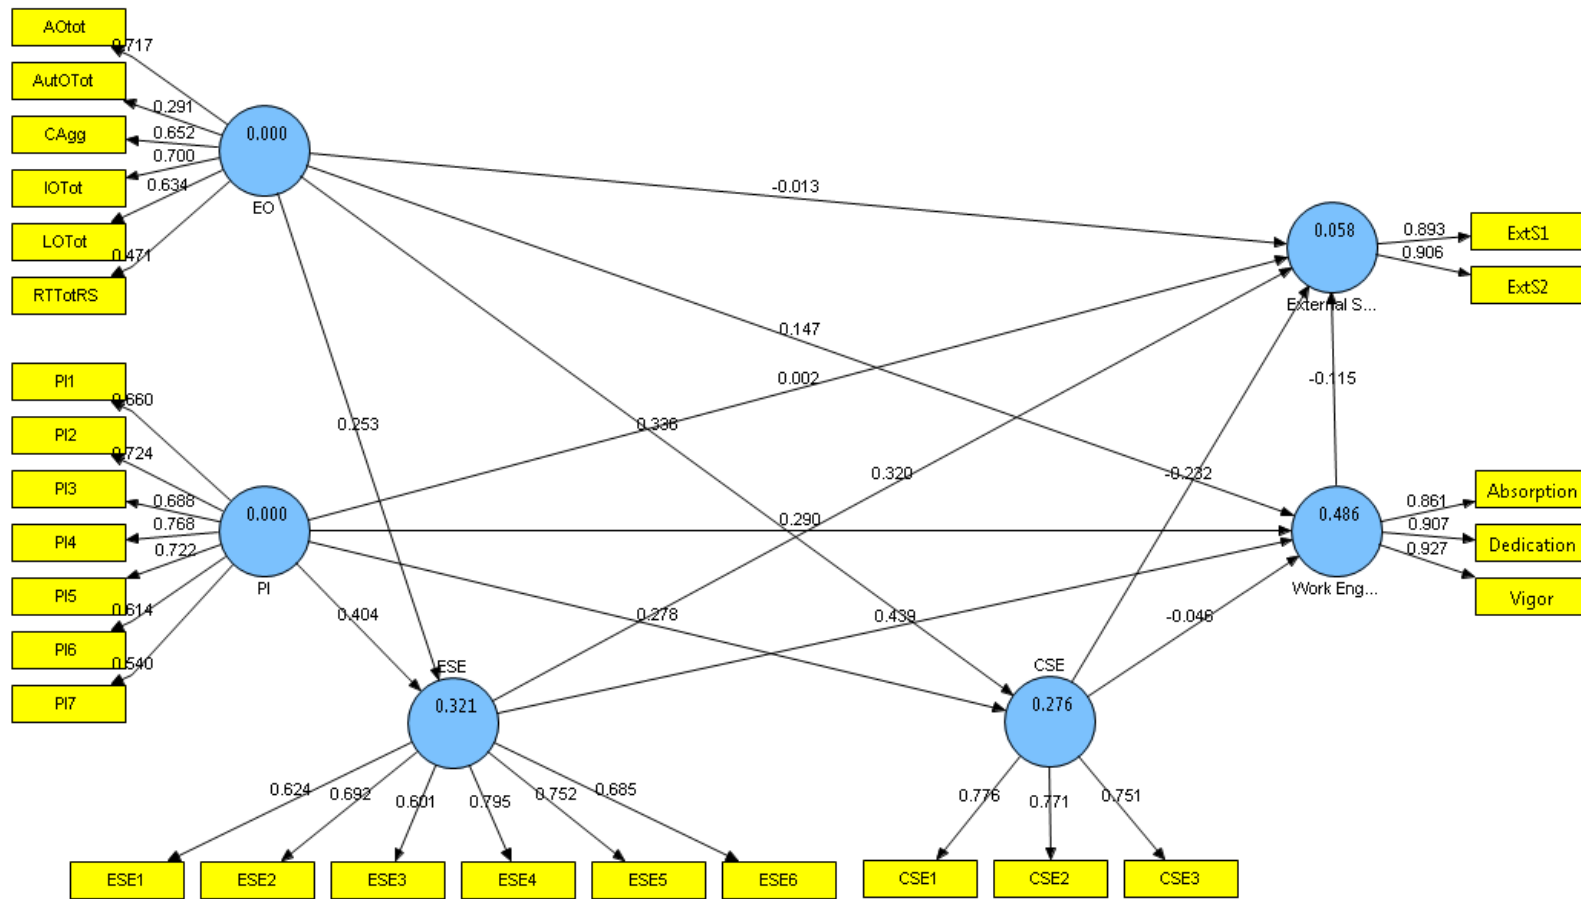 AOtot
0.717
AutOTot
0.291
CAgg
0.652
0.700
IOTot
0.634
LOTot
0.471
RTTotRS
0.000
EO
-0.013
0.058
External S...
0.893
ExtS1
0.906
ExtS2
0.147
0.002
-0.115
PI1
0.660
PI2
0.724
PI3
0.688
0.768
PI4
0.722
PI5
0.614
PI6
0.540
PI7
0.000
PI
0.253
0.336
0.320
-0.232
0.290
0.486
Work Eng...
0.861
Absorption
0.907
Dedication
0.927
Vigor
0.404
0.278
0.439
-0.046
ESE
0.321
CSE
0.276
0.624
0.692
0.601
0.795
0.752
0.685
0.776
0.771
0.751
ESE1
ESE2
ESE3
ESE4
ESE5
ESE6
CSE1
CSE2
CSE3